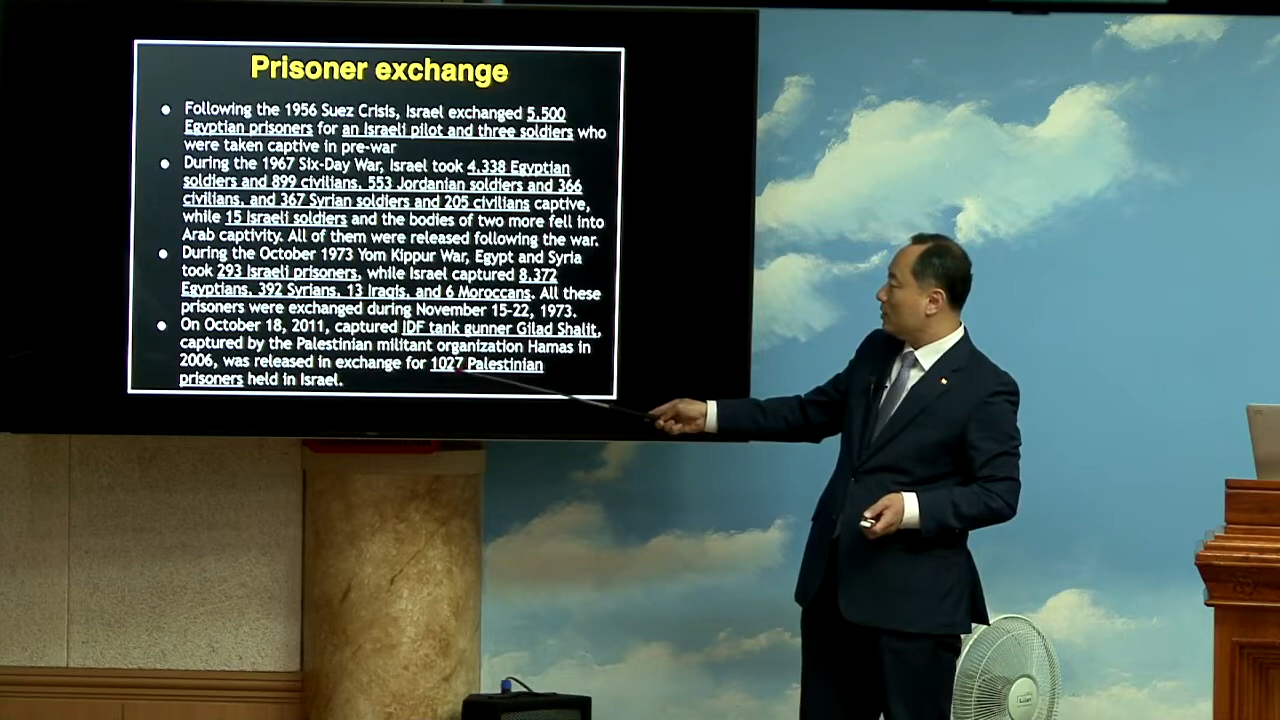 Prisoner exchange
● Following the 1956 Suez Crisis, Israel exchanged 5,500
Egyptian prisoners for an Israeli pilot and three soldiers who
were taken captive in pre-war
● During the 1967 Six-Day War, Israel took 4,338 Egyptian
soldiers and 899 civilians, 553 Jordanian soldiers and 366
civilians, and 367 Syrian soldiers and 205 civilians captive,
while 15 Israeli soldiers and the bodies of two more fell into
Arab captivity. All of them were released following the war.
● During the October 1973 Yom Kippur War, Egypt and Syria
took 293 Israeli prisoners, while Israel captured 8,372
Egyptians, 392 Syrians, 13 Iraqis, and 6 Moroccans. All these
prisoners were exchanged during November 15-22, 1973.
● On October 18, 2011, captured IDF tank gunner Gilad Shalit,
captured by the Palestinian militant organization Hamas in
2006, was released in exchange for 1027 Palestinian
prisoners held in Israel.